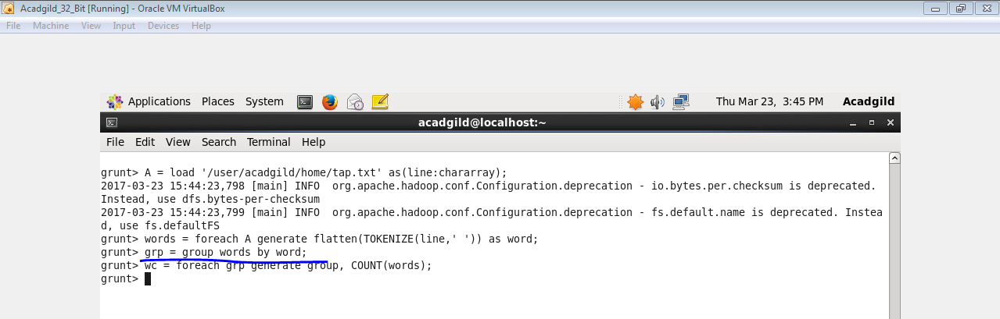 Acadgild_32_Bit [Running] - Oracle VM VirtualBox
File Machine View Input Devices Help
Applications Places System Thu Mar 23, 3:45 PM Acadgild
acadgild@localhost:~
File Edit View Search Terminal Help
grunt> A = load '/user/acadgild/home/tap.txt' as(line:chararray);
2017-03-23 15:44:23,798 [main] INFO  org.apache.hadoop.conf.Configuration.deprecation - io.bytes.per.checksum is deprecated.
Instead, use dfs.bytes-per-checksum
2017-03-23 15:44:23,799 [main] INFO  org.apache.hadoop.conf.Configuration.deprecation - fs.default.name is deprecated. Instea
d, use fs.defaultFS
grunt> words = foreach A generate flatten(TOKENIZE(line,' ')) as word;
grunt> grp = group words by word;
grunt> wc = foreach grp generate group, COUNT(words);
grunt>